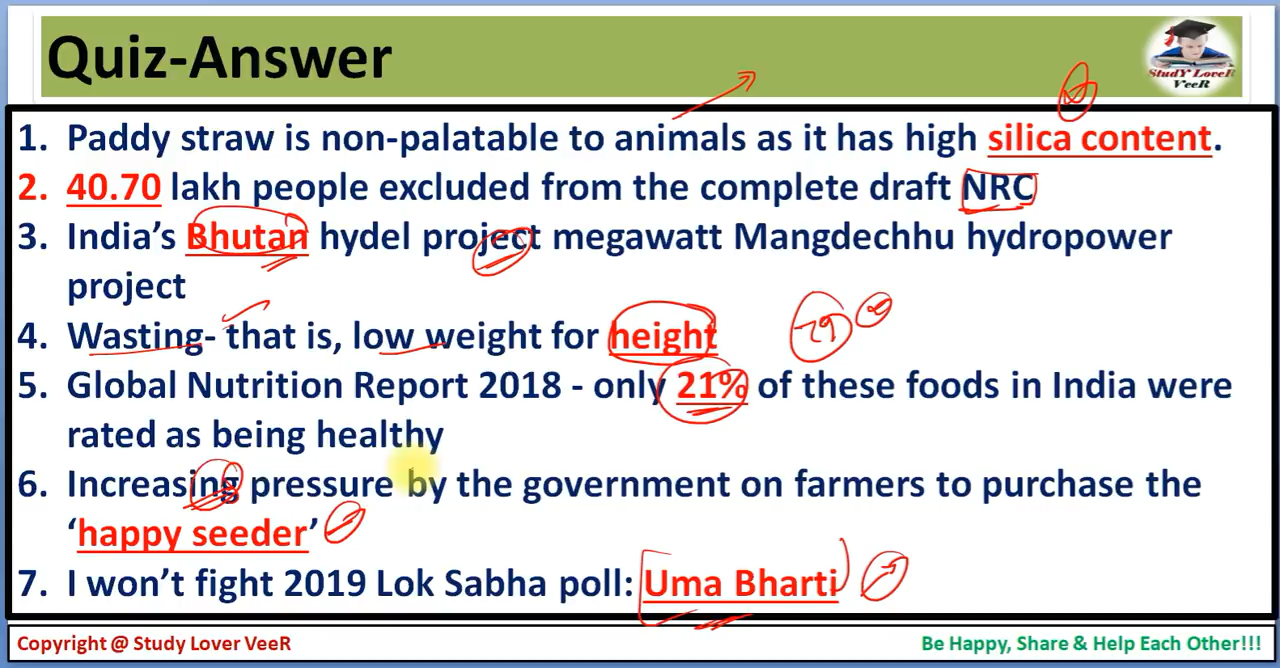 Quiz-Answer
StudY LoveR
VeeR
1. Paddy straw is non-palatable to animals as it has high silica content.
2. 40.70 lakh people excluded from the complete draft NRC
3. India’s Bhutan hydel project megawatt Mangdechhu hydropower
project
4. Wasting- that is, low weight for height
5. Global Nutrition Report 2018 - only 21% of these foods in India were
rated as being healthy
6. Increasing pressure by the government on farmers to purchase the
‘happy seeder’
7. I won’t fight 2019 Lok Sabha poll: Uma Bharti
Copyright @ Study Lover VeeR
Be Happy, Share & Help Each Other!!!